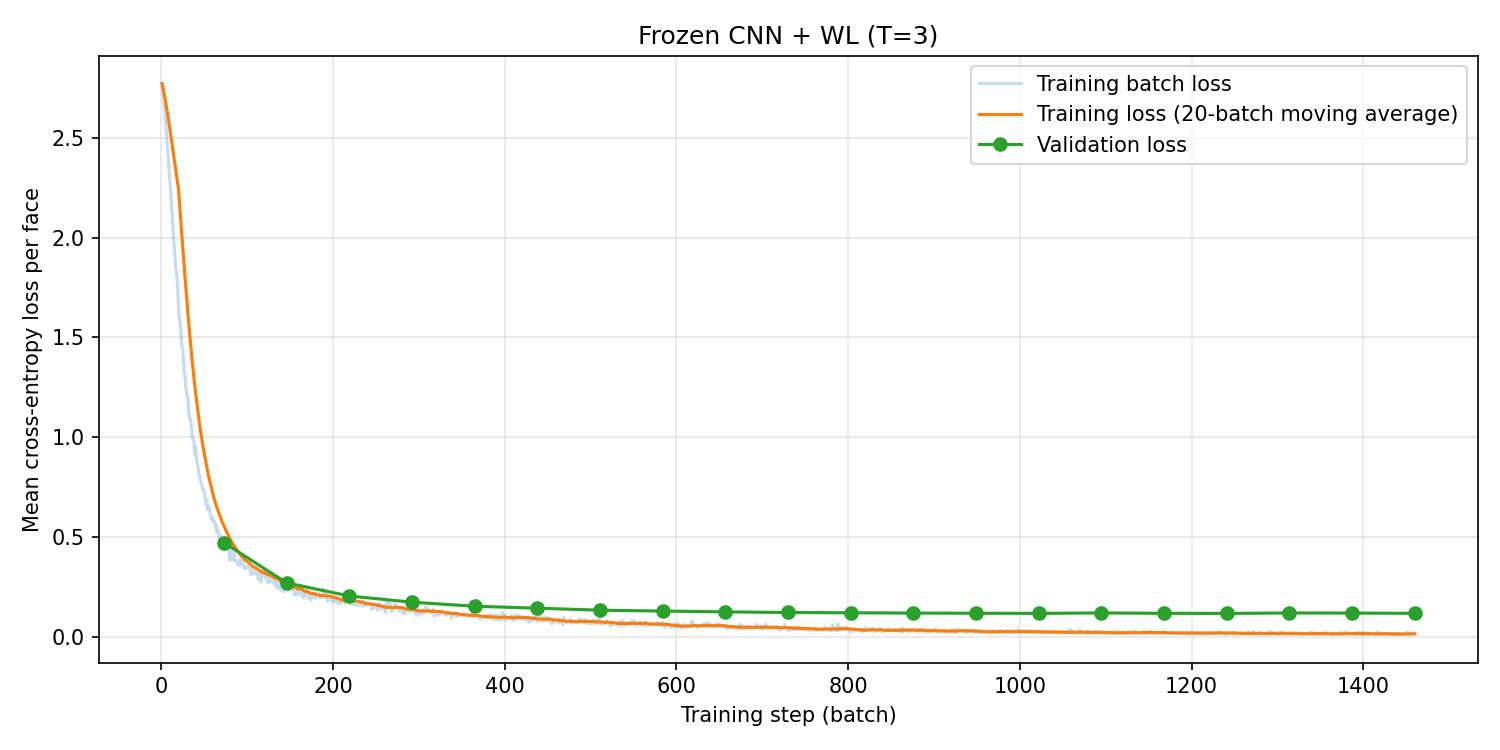 Frozen CNN + WL (T=3)
Training batch loss
Training loss (20-batch moving average)
Validation loss
Mean cross-entropy loss per face
2.5
2.0
1.5
1.0
0.5
0.0
0 200 400 600 800 1000 1200 1400
Training step (batch)